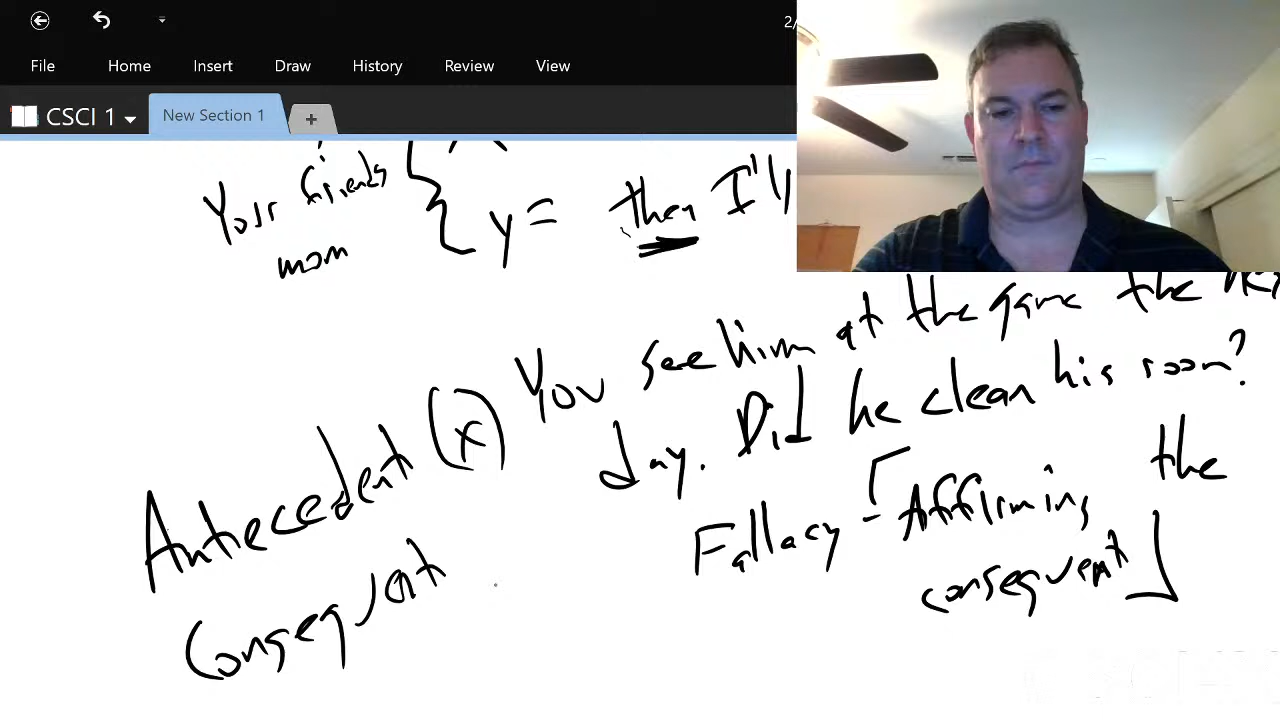 2/
File Home Insert Draw History Review View
CSCI 1 New Section 1 +
Your friends
mom
y = then I'll
You see him at the game the
day. Did he clean his room?
Antecedent (x)
Fallacy - [Affirming the
consequent]
Consequent